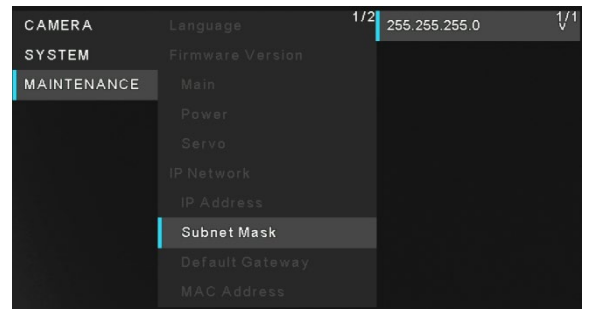 CAMERA
SYSTEM
MAINTENANCE
1/2
Language
Firmware Version
Main
Power
Servo
IP Network
IP Address
Subnet Mask
Default Gateway
MAC Address
1/1
255.255.255.0